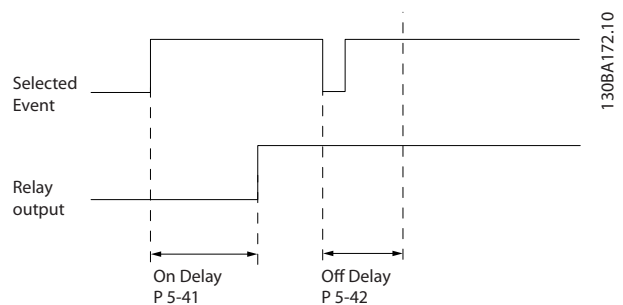 130BA172.10
Selected
Event
Relay
output
On Delay
P 5-41
Off Delay
P 5-42